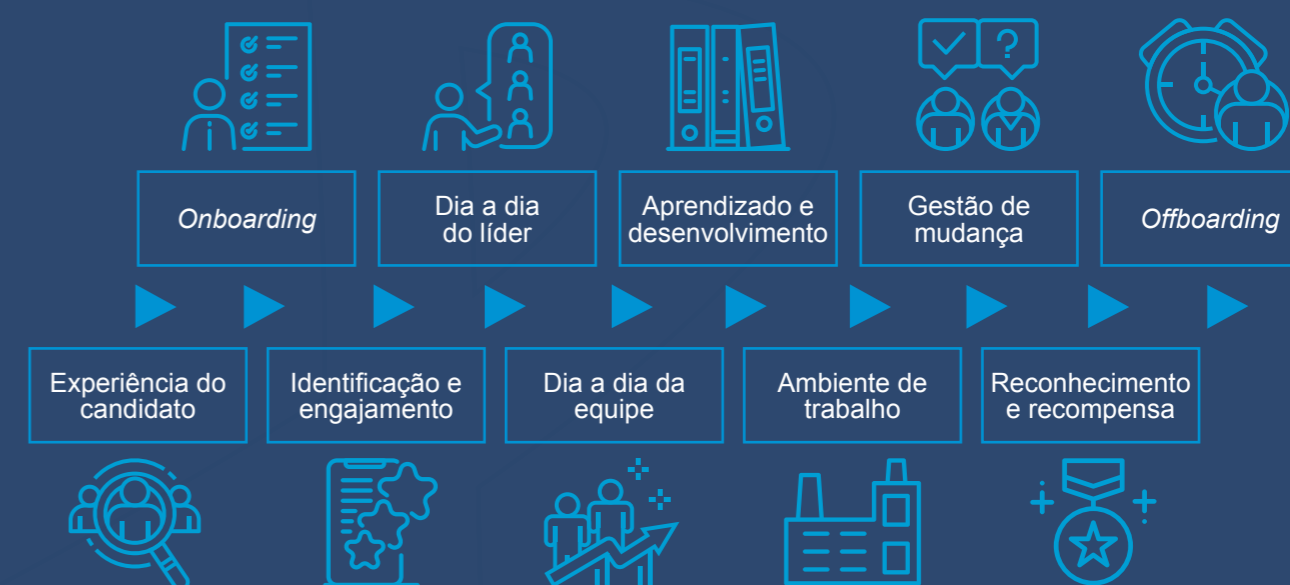 Onboarding
Dia a dia
do líder
Aprendizado e
desenvolvimento
Gestão de
mudança
Offboarding
Experiência do
candidato
Identificação e
engajamento
Dia a dia da
equipe
Ambiente de
trabalho
Reconhecimento
e recompensa